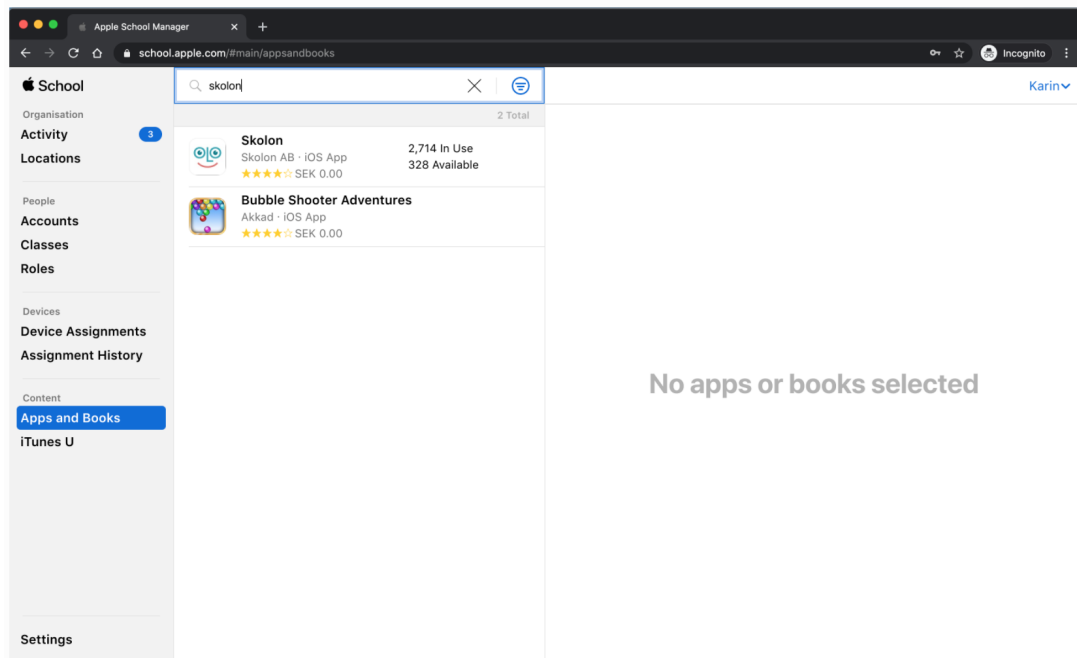 Apple School Manager
school.apple.com/#main/appsandbooks
Incognito
School
Organisation
Activity 3
Locations
People
Accounts
Classes
Roles
Devices
Device Assignments
Assignment History
Content
Apps and Books
iTunes U
Settings
skolon
2 Total
Skolon
Skolon AB · iOS App
SEK 0.00
2,714 In Use
328 Available
Bubble Shooter Adventures
Akkad · iOS App
SEK 0.00
Karin
No apps or books selected